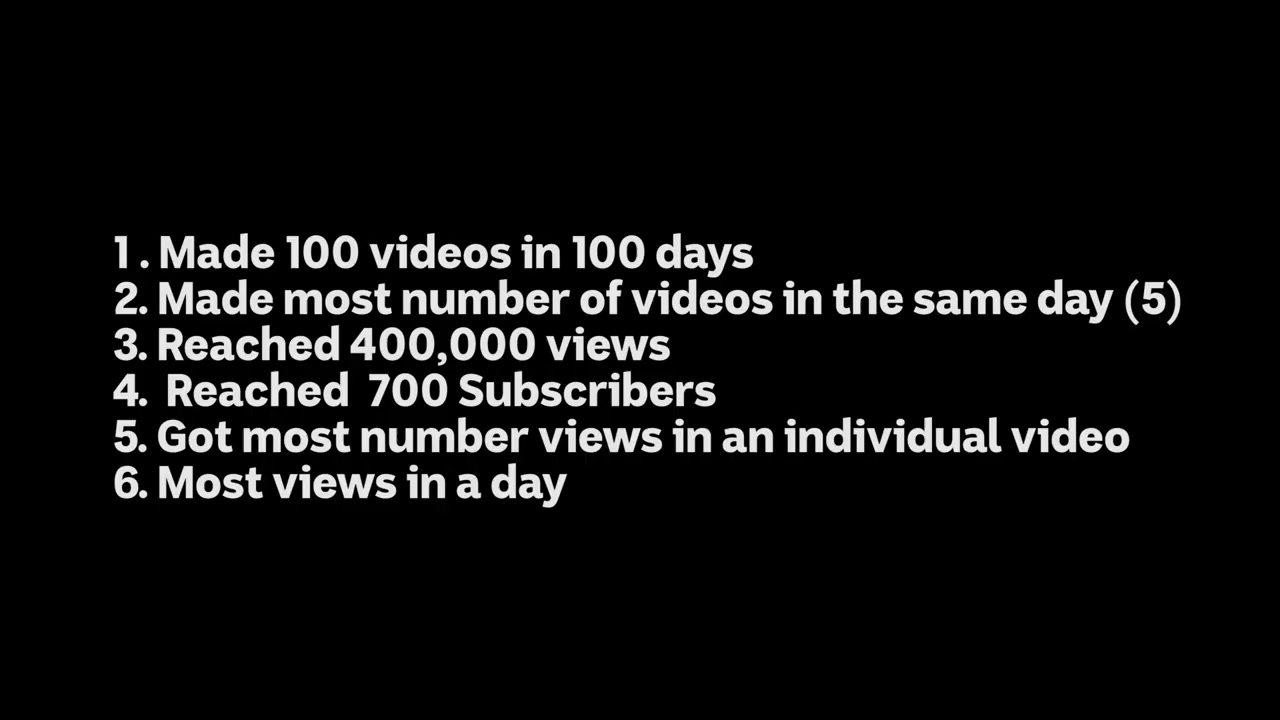 1 . Made 100 videos in 100 days
2. Made most number of videos in the same day (5)
3. Reached 400,000 views
4.  Reached  700 Subscribers
5. Got most number views in an individual video
6. Most views in a day